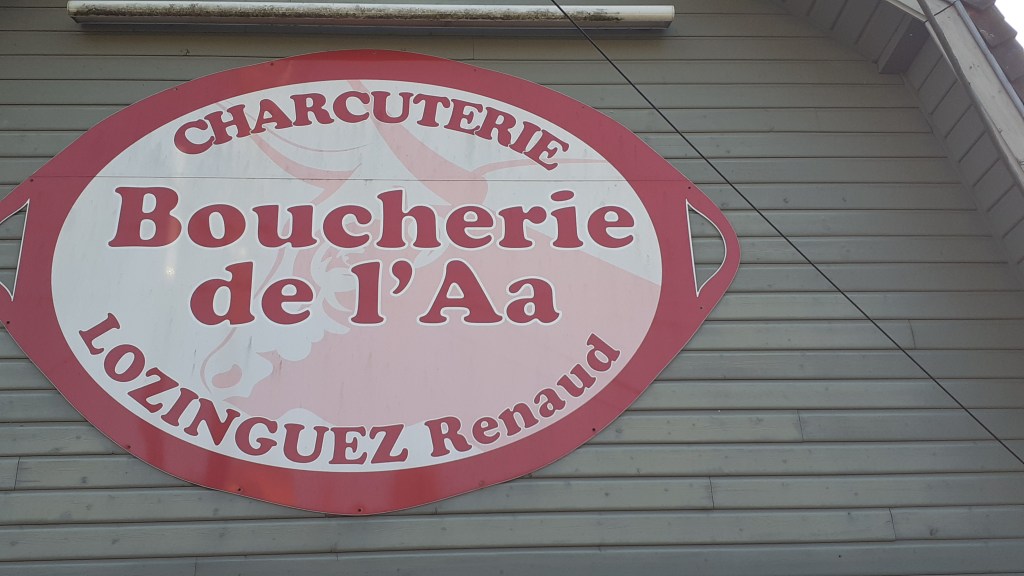 CHARCUTERIE
Boucherie
de l'Aa
LOZINGUEZ Renaud